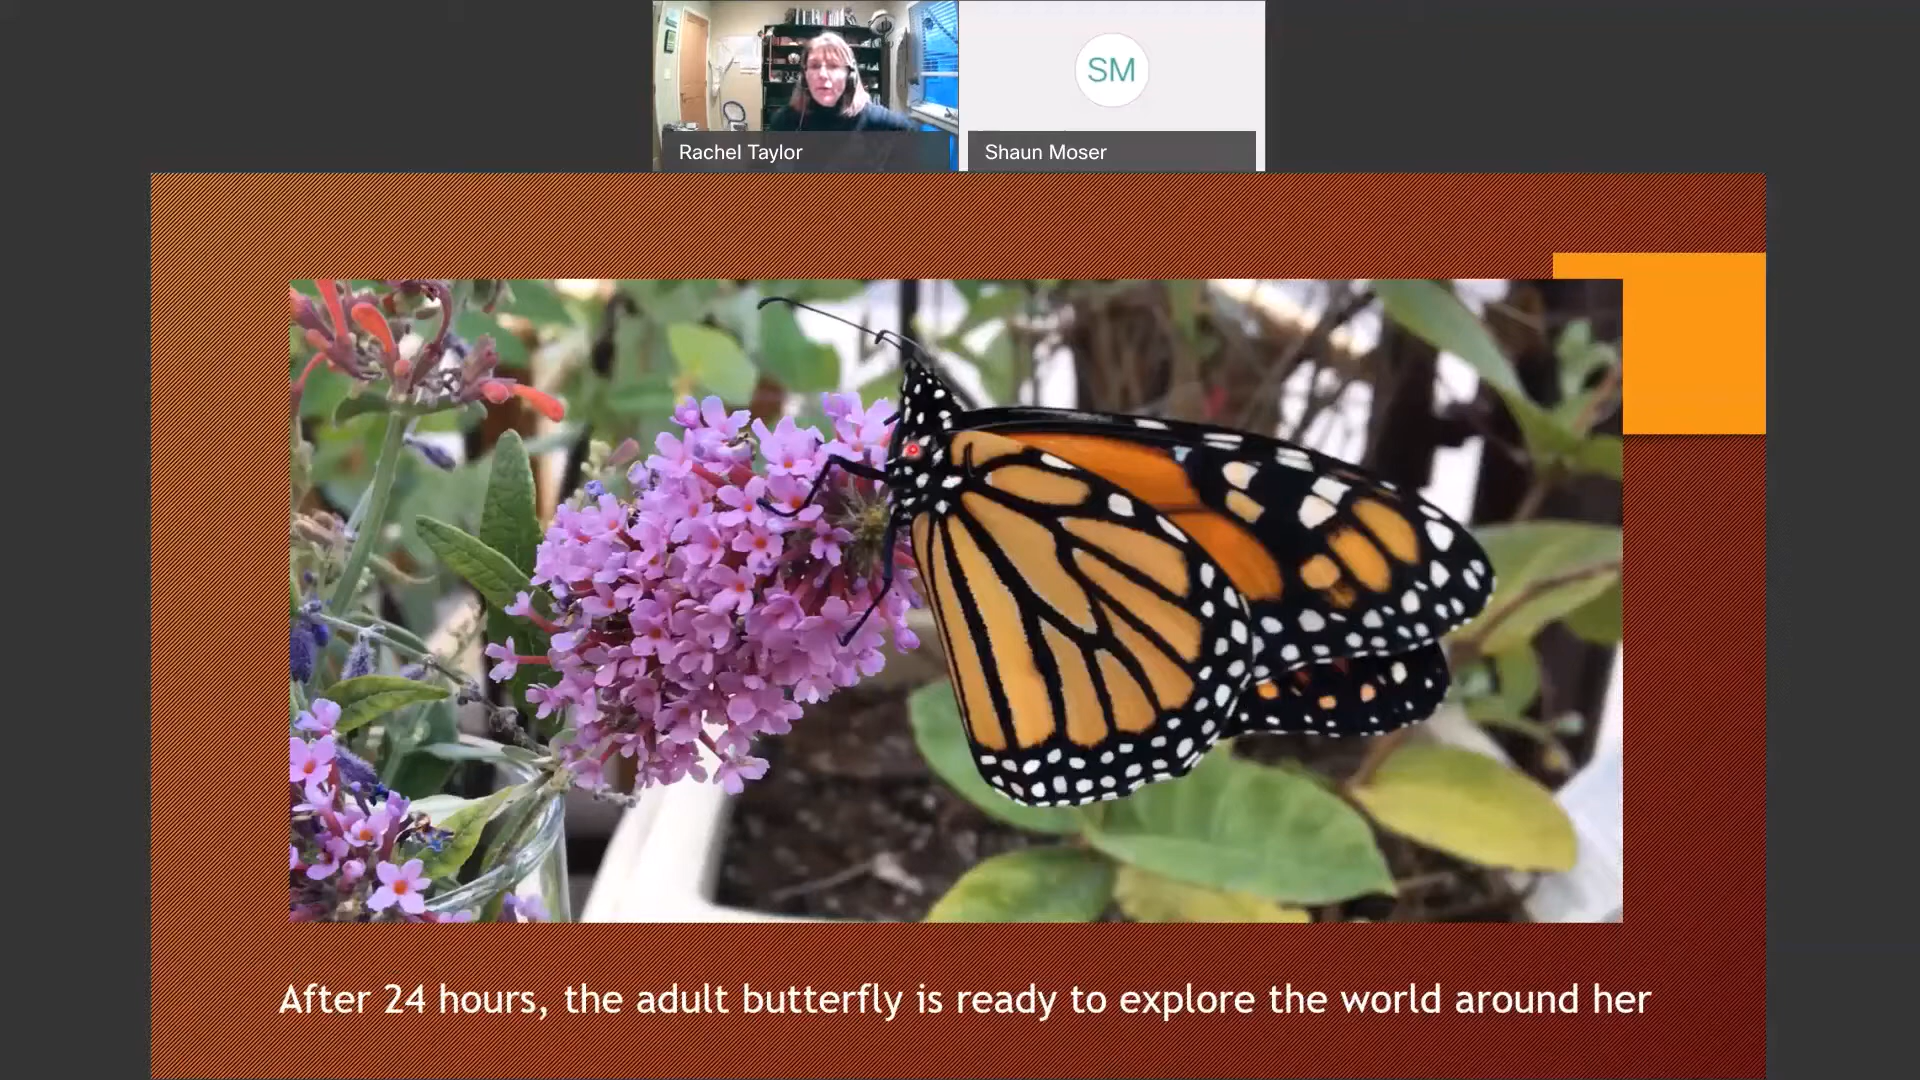 SM
Rachel Taylor
Shaun Moser
After 24 hours, the adult butterfly is ready to explore the world around her